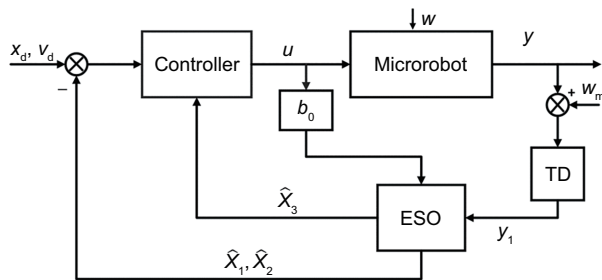 w
x_d, v_d
u
y
Controller
Microrobot
−
+
w_m
b_0
TD
X̂_3
ESO
y_1
X̂_1, X̂_2